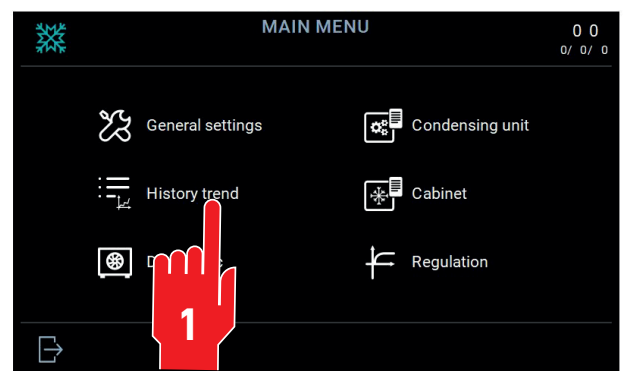 MAIN MENU
0 0
0/ 0/ 0
General settings
Condensing unit
History trend
Cabinet
Regulation
1